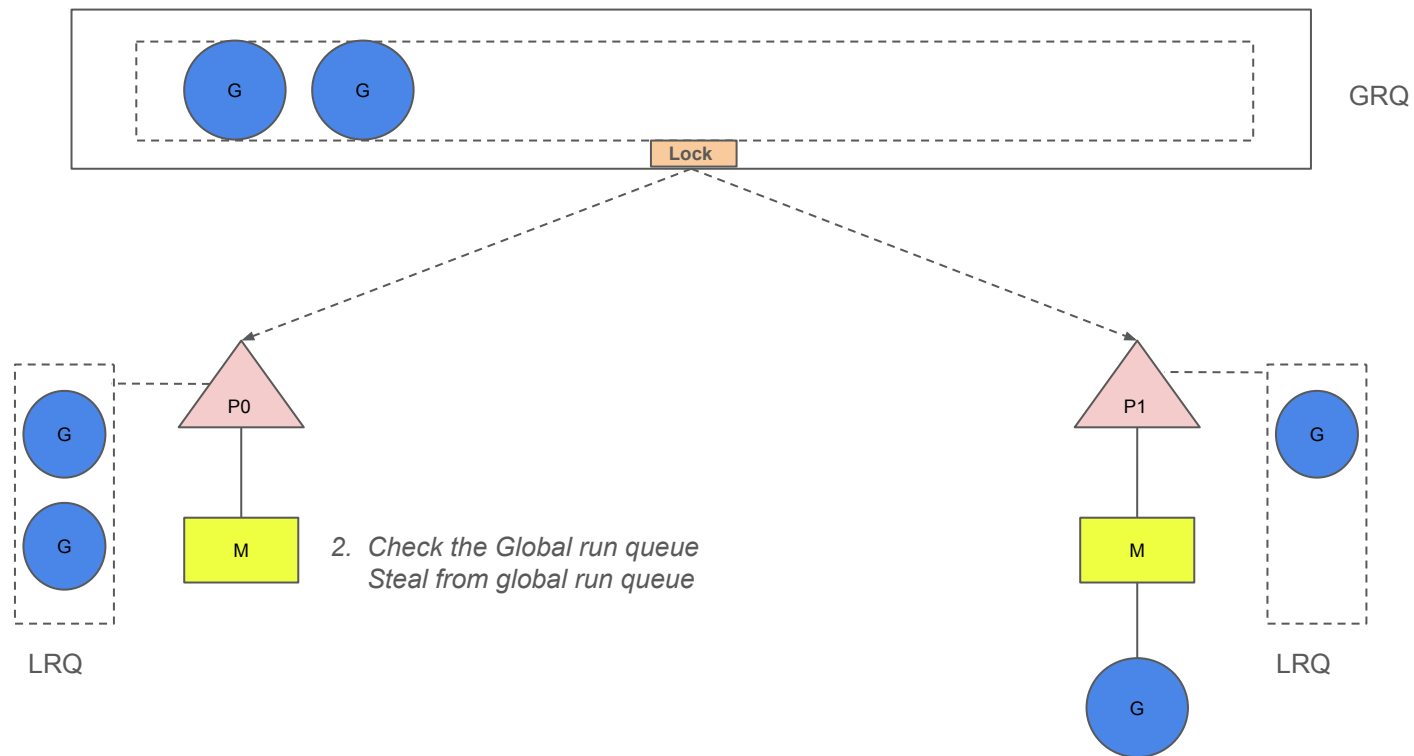 G
G
GRQ
Lock
P0
P1
G
G
G
M
M
2. Check the Global run queue
Steal from global run queue
LRQ
LRQ
G